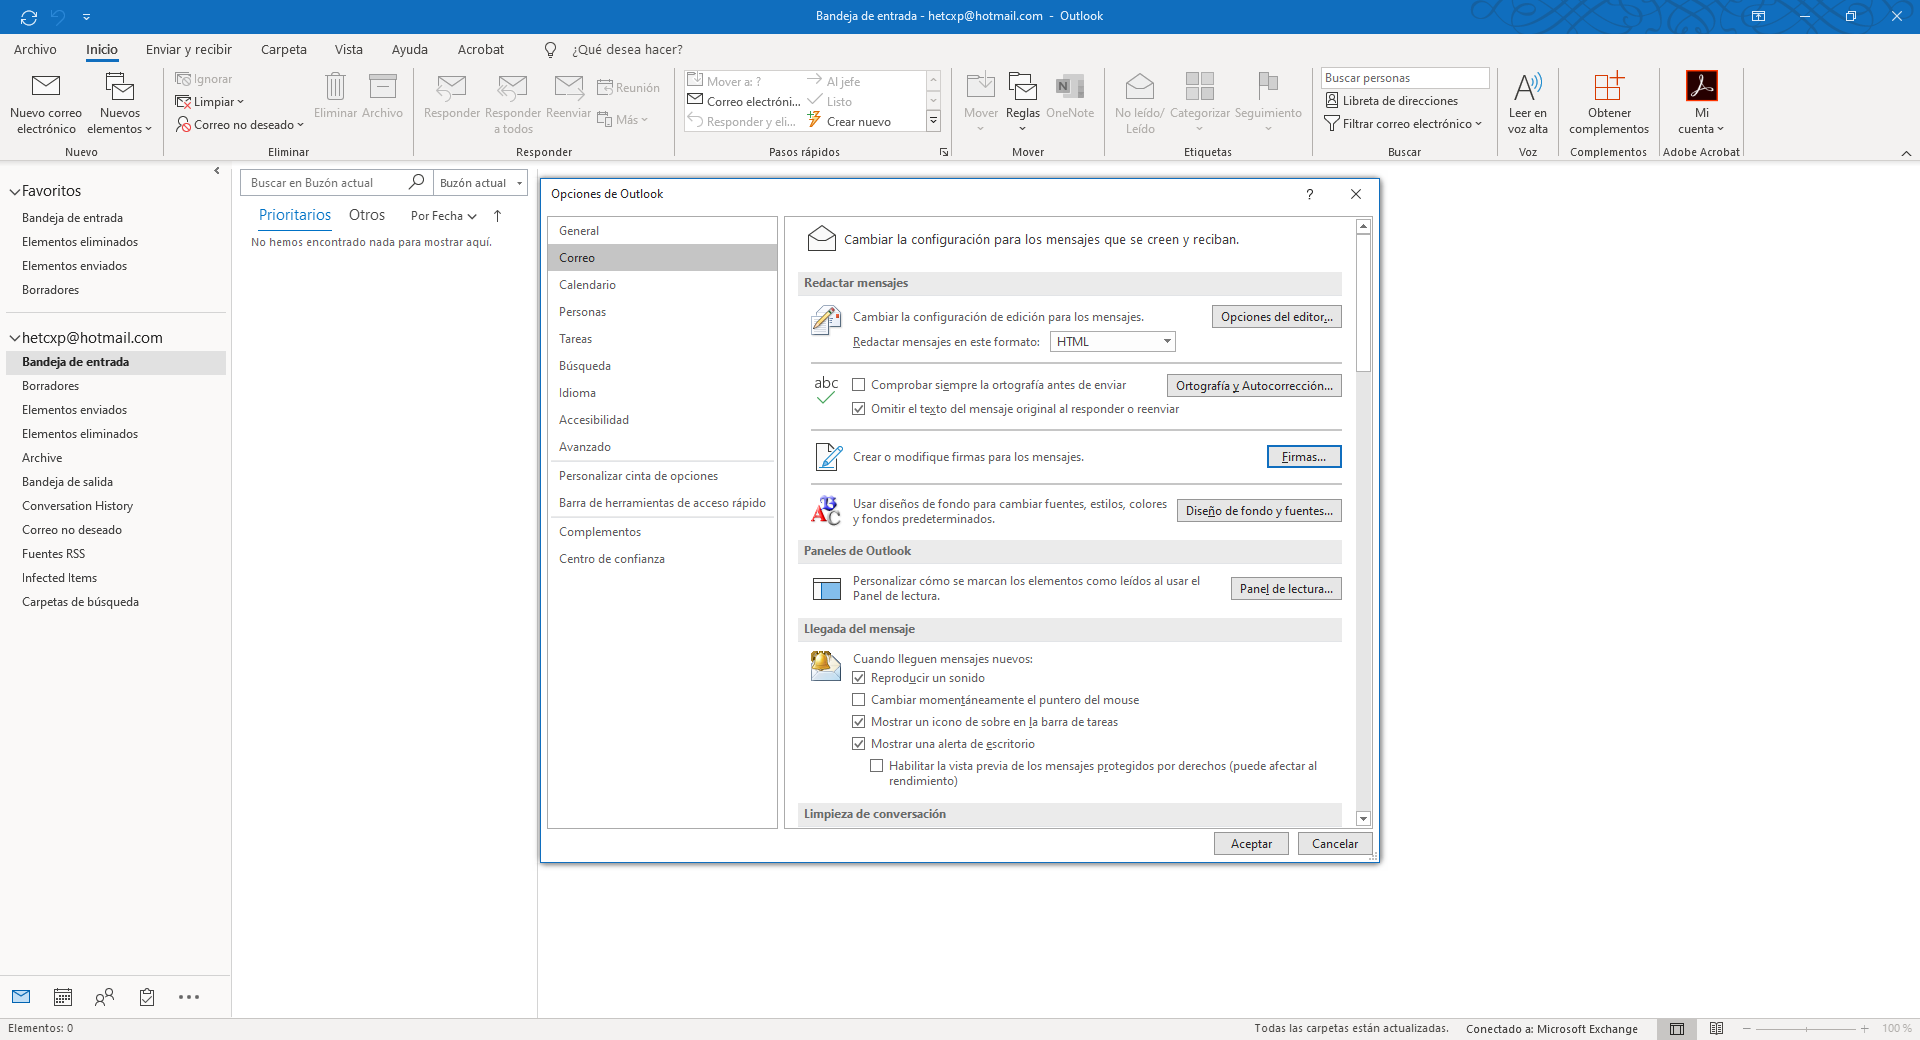 Bandeja de entrada - hetcxp@hotmail.com - Outlook
Archivo
Inicio
Enviar y recibir
Carpeta
Vista
Ayuda
Acrobat
¿Qué desea hacer?
Nuevo correo
electrónico
Nuevos
elementos
Nuevo
Ignorar
Limpiar
Correo no deseado
Eliminar
Archivo
Eliminar
Responder
Responder
a todos
Reenviar
Reunión
Más
Responder
Mover a: ?
Correo electróni...
Responder y eli...
Al jefe
Listo
Crear nuevo
Pasos rápidos
Mover
Reglas
OneNote
Mover
No leído/
Leído
Categorizar
Seguimiento
Etiquetas
Buscar personas
Libreta de direcciones
Filtrar correo electrónico
Buscar
Leer en
voz alta
Voz
Obtener
complementos
Complementos
Mi
cuenta
Adobe Acrobat
Favoritos
Bandeja de entrada
Elementos eliminados
Elementos enviados
Borradores
hetcxp@hotmail.com
Bandeja de entrada
Borradores
Elementos enviados
Elementos eliminados
Archive
Bandeja de salida
Conversation History
Correo no deseado
Fuentes RSS
Infected Items
Carpetas de búsqueda
Buscar en Buzón actual
Buzón actual
Prioritarios
Otros
Por Fecha
No hemos encontrado nada para mostrar aquí.
Opciones de Outlook
?
General
Correo
Calendario
Personas
Tareas
Búsqueda
Idioma
Accesibilidad
Avanzado
Personalizar cinta de opciones
Barra de herramientas de acceso rápido
Complementos
Centro de confianza
Cambiar la configuración para los mensajes que se creen y reciban.
Redactar mensajes
Cambiar la configuración de edición para los mensajes.
Opciones del editor...
Redactar mensajes en este formato:
HTML
abc
Comprobar siempre la ortografía antes de enviar
Ortografía y Autocorrección...
Omitir el texto del mensaje original al responder o reenviar
Crear o modifique firmas para los mensajes.
Firmas...
Usar diseños de fondo para cambiar fuentes, estilos, colores
y fondos predeterminados.
Diseño de fondo y fuentes...
Paneles de Outlook
Personalizar cómo se marcan los elementos como leídos al usar el
Panel de lectura.
Panel de lectura...
Llegada del mensaje
Cuando lleguen mensajes nuevos:
Reproducir un sonido
Cambiar momentáneamente el puntero del mouse
Mostrar un icono de sobre en la barra de tareas
Mostrar una alerta de escritorio
Habilitar la vista previa de los mensajes protegidos por derechos (puede afectar al
rendimiento)
Limpieza de conversación
Aceptar
Cancelar
Elementos: 0
Todas las carpetas están actualizadas.
Conectado a: Microsoft Exchange
100 %